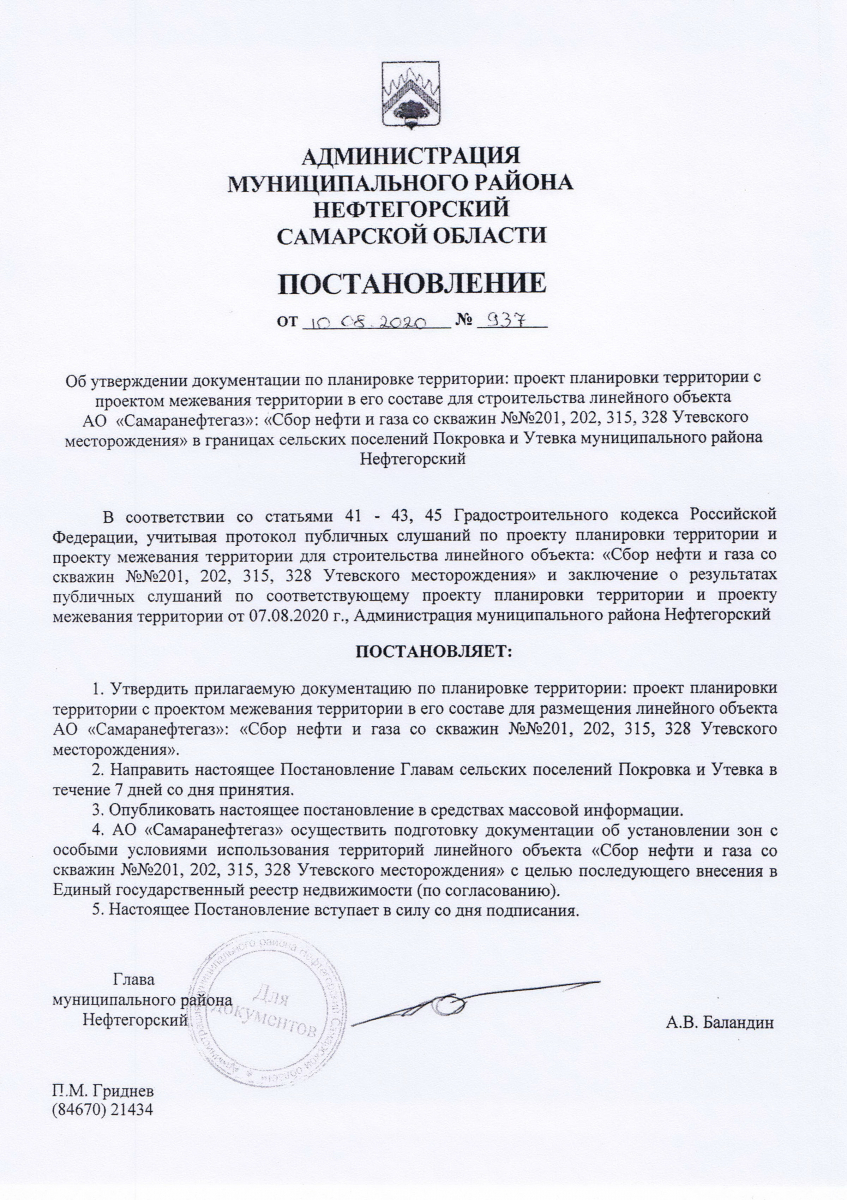 АДМИНИСТРАЦИЯ
МУНИЦИПАЛЬНОГО РАЙОНА
НЕФТЕГОРСКИЙ
САМАРСКОЙ ОБЛАСТИ
ПОСТАНОВЛЕНИЕ
от 10 08.2020 № 937
Об утверждении документации по планировке территории: проект планировки территории с
проектом межевания территории в его составе для строительства линейного объекта
АО «Самаранефтегаз»: «Сбор нефти и газа со скважин №№201, 202, 315, 328 Утевского
месторождения» в границах сельских поселений Покровка и Утевка муниципального района
Нефтегорский
В соответствии со статьями 41 - 43, 45 Градостроительного кодекса Российской
Федерации, учитывая протокол публичных слушаний по проекту планировки территории и
проекту межевания территории для строительства линейного объекта: «Сбор нефти и газа со
скважин №№201, 202, 315, 328 Утевского месторождения» и заключение о результатах
публичных слушаний по соответствующему проекту планировки территории и проекту
межевания территории от 07.08.2020 г., Администрация муниципального района Нефтегорский
ПОСТАНОВЛЯЕТ:
1. Утвердить прилагаемую документацию по планировке территории: проект планировки
территории с проектом межевания территории в его составе для размещения линейного объекта
АО «Самаранефтегаз»: «Сбор нефти и газа со скважин №№201, 202, 315, 328 Утевского
месторождения».
2. Направить настоящее Постановление Главам сельских поселений Покровка и Утевка в
течение 7 дней со дня принятия.
3. Опубликовать настоящее постановление в средствах массовой информации.
4. АО «Самаранефтегаз» осуществить подготовку документации об установлении зон с
особыми условиями использования территорий линейного объекта «Сбор нефти и газа со
скважин №№201, 202, 315, 328 Утевского месторождения» с целью последующего внесения в
Единый государственный реестр недвижимости (по согласованию).
5. Настоящее Постановление вступает в силу со дня подписания.
Глава
муниципального района
Нефтегорский
Для
документов
А.В. Баландин
П.М. Гриднев
(84670) 21434